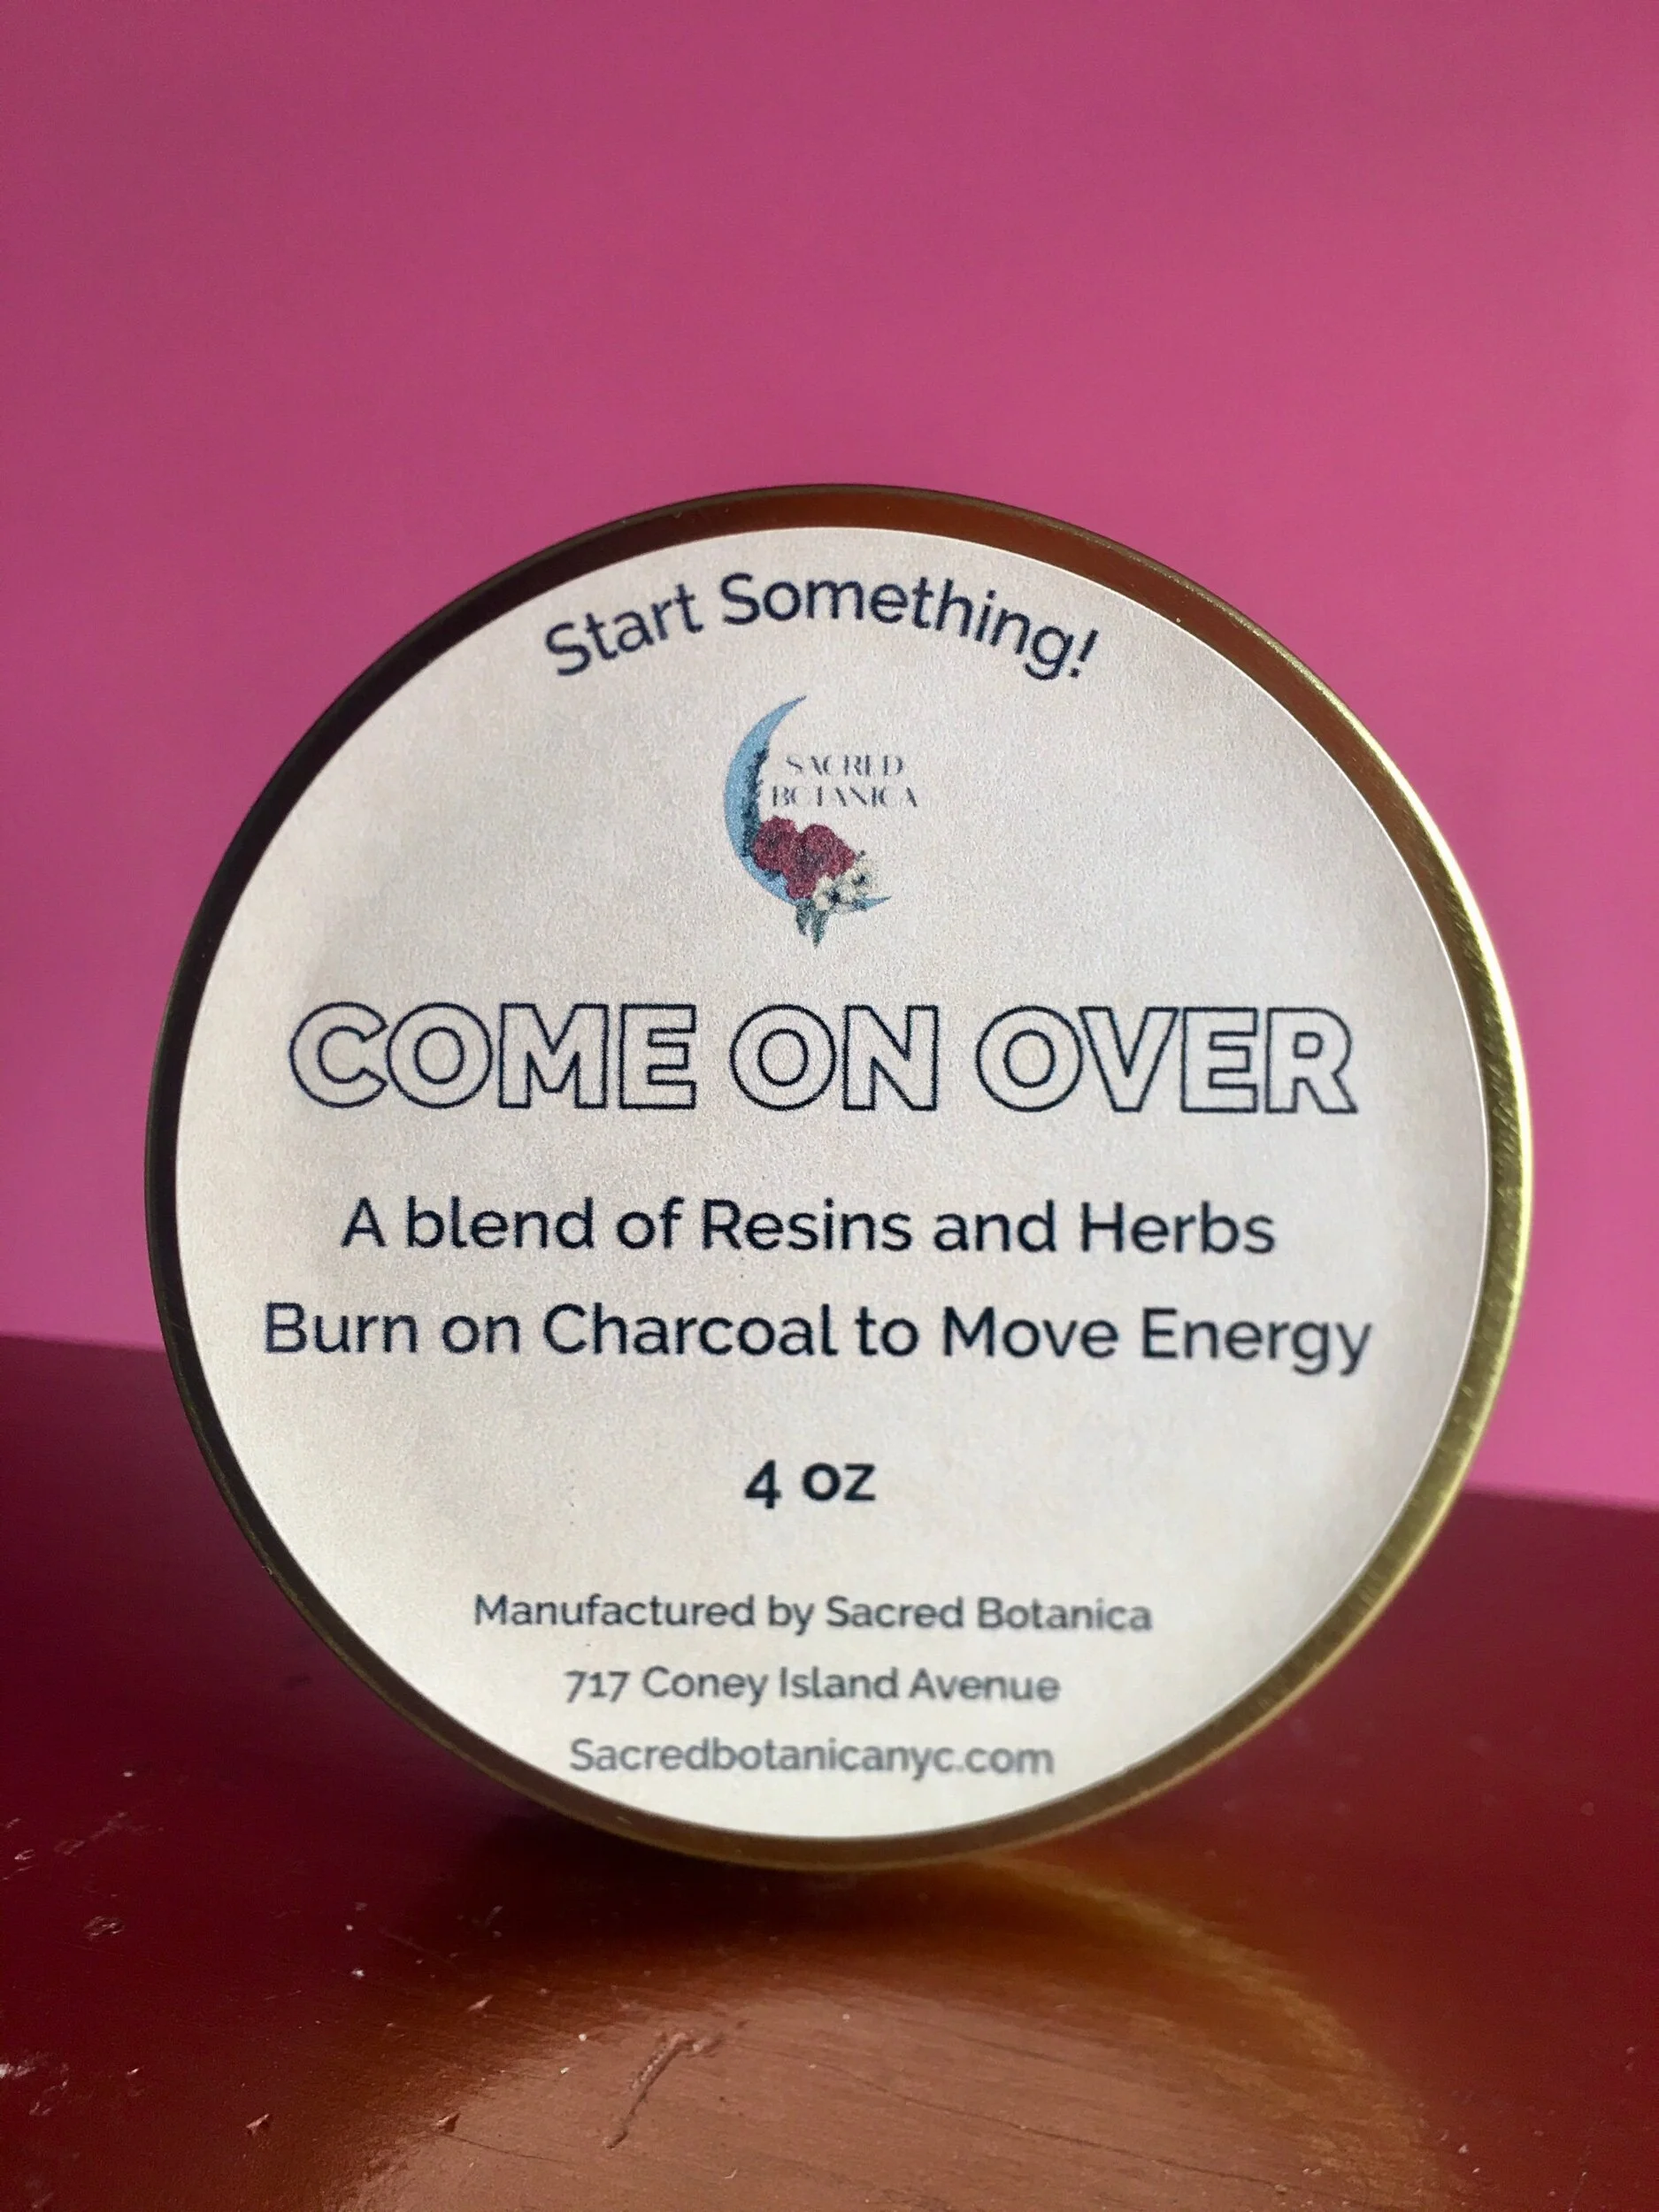 Start Something!
SACRED
BOTANICA
COME ON OVER
A blend of Resins and Herbs
Burn on Charcoal to Move Energy
4 oz
Manufactured by Sacred Botanica
717 Coney Island Avenue
Sacredbotanicanyc.com